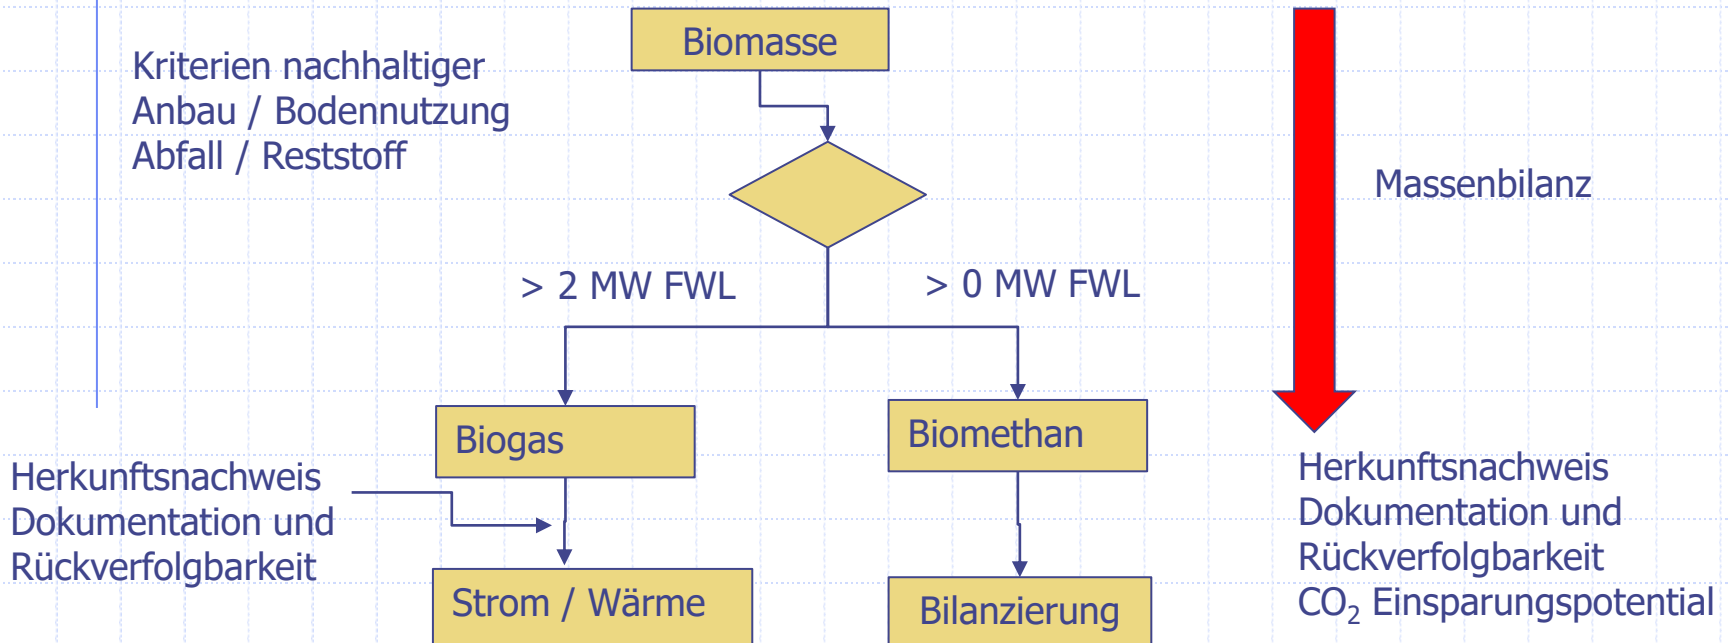 Biomasse
Kriterien nachhaltiger
Anbau / Bodennutzung
Abfall / Reststoff
Massenbilanz
> 2 MW FWL
> 0 MW FWL
Biogas
Biomethan
Herkunftsnachweis
Dokumentation und
Rückverfolgbarkeit
Herkunftsnachweis
Dokumentation und
Rückverfolgbarkeit
CO₂ Einsparungspotential
Strom / Wärme
Bilanzierung